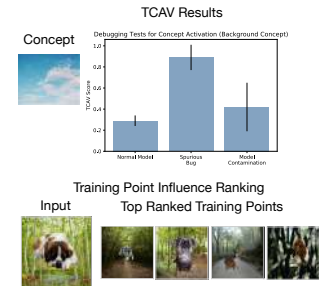 TCAV Results
Concept
Debugging Tests for Concept Activation (Background Concept)
TCAV Score
1.0
0.8
0.6
0.4
0.2
0.0
Normal Model
Spurious Bug
Model Contamination
Training Point Influence Ranking
Input
Top Ranked Training Points